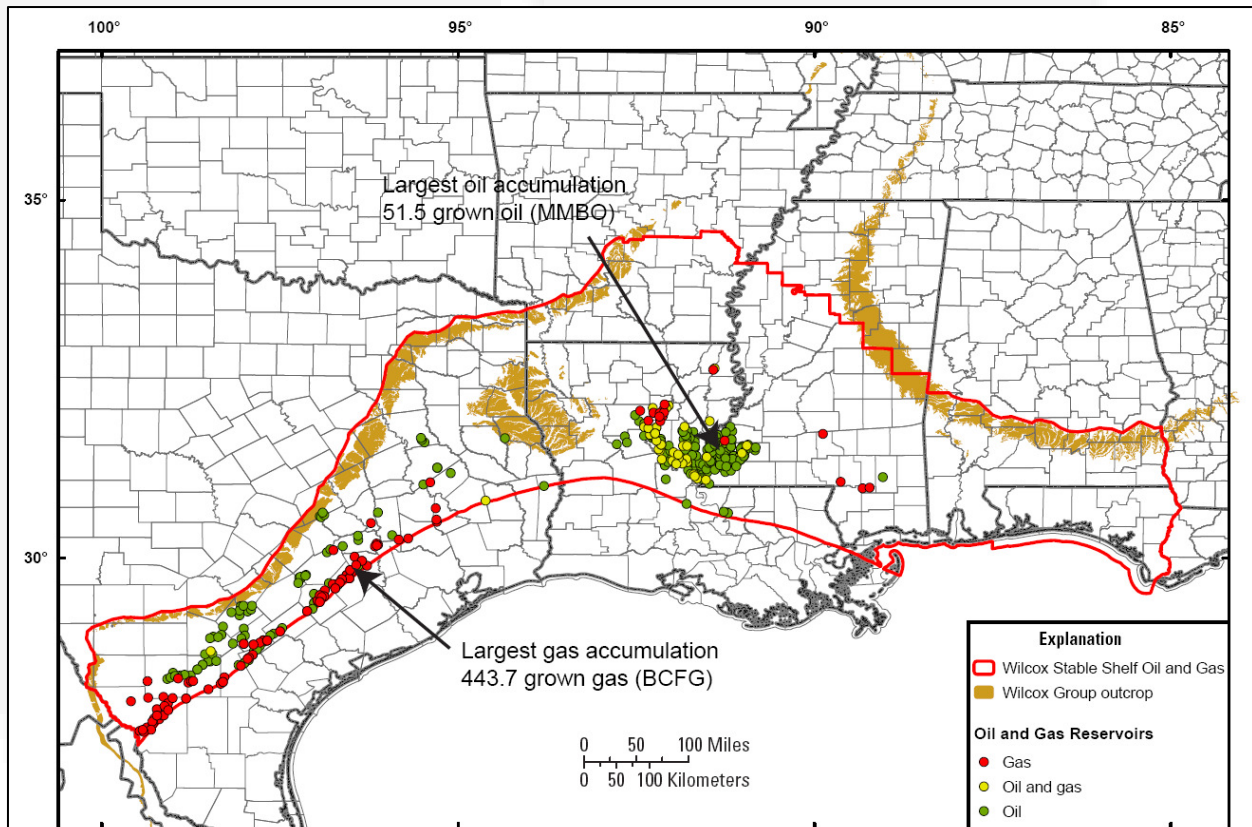 100°
95°
90°
85°
35°
30°
Largest oil accumulation
51.5 grown oil (MMBO)
Largest gas accumulation
443.7 grown gas (BCFG)
0 50 100 Miles
0 50 100 Kilometers
Explanation
Wilcox Stable Shelf Oil and Gas
Wilcox Group outcrop
Oil and Gas Reservoirs
Gas
Oil and gas
Oil